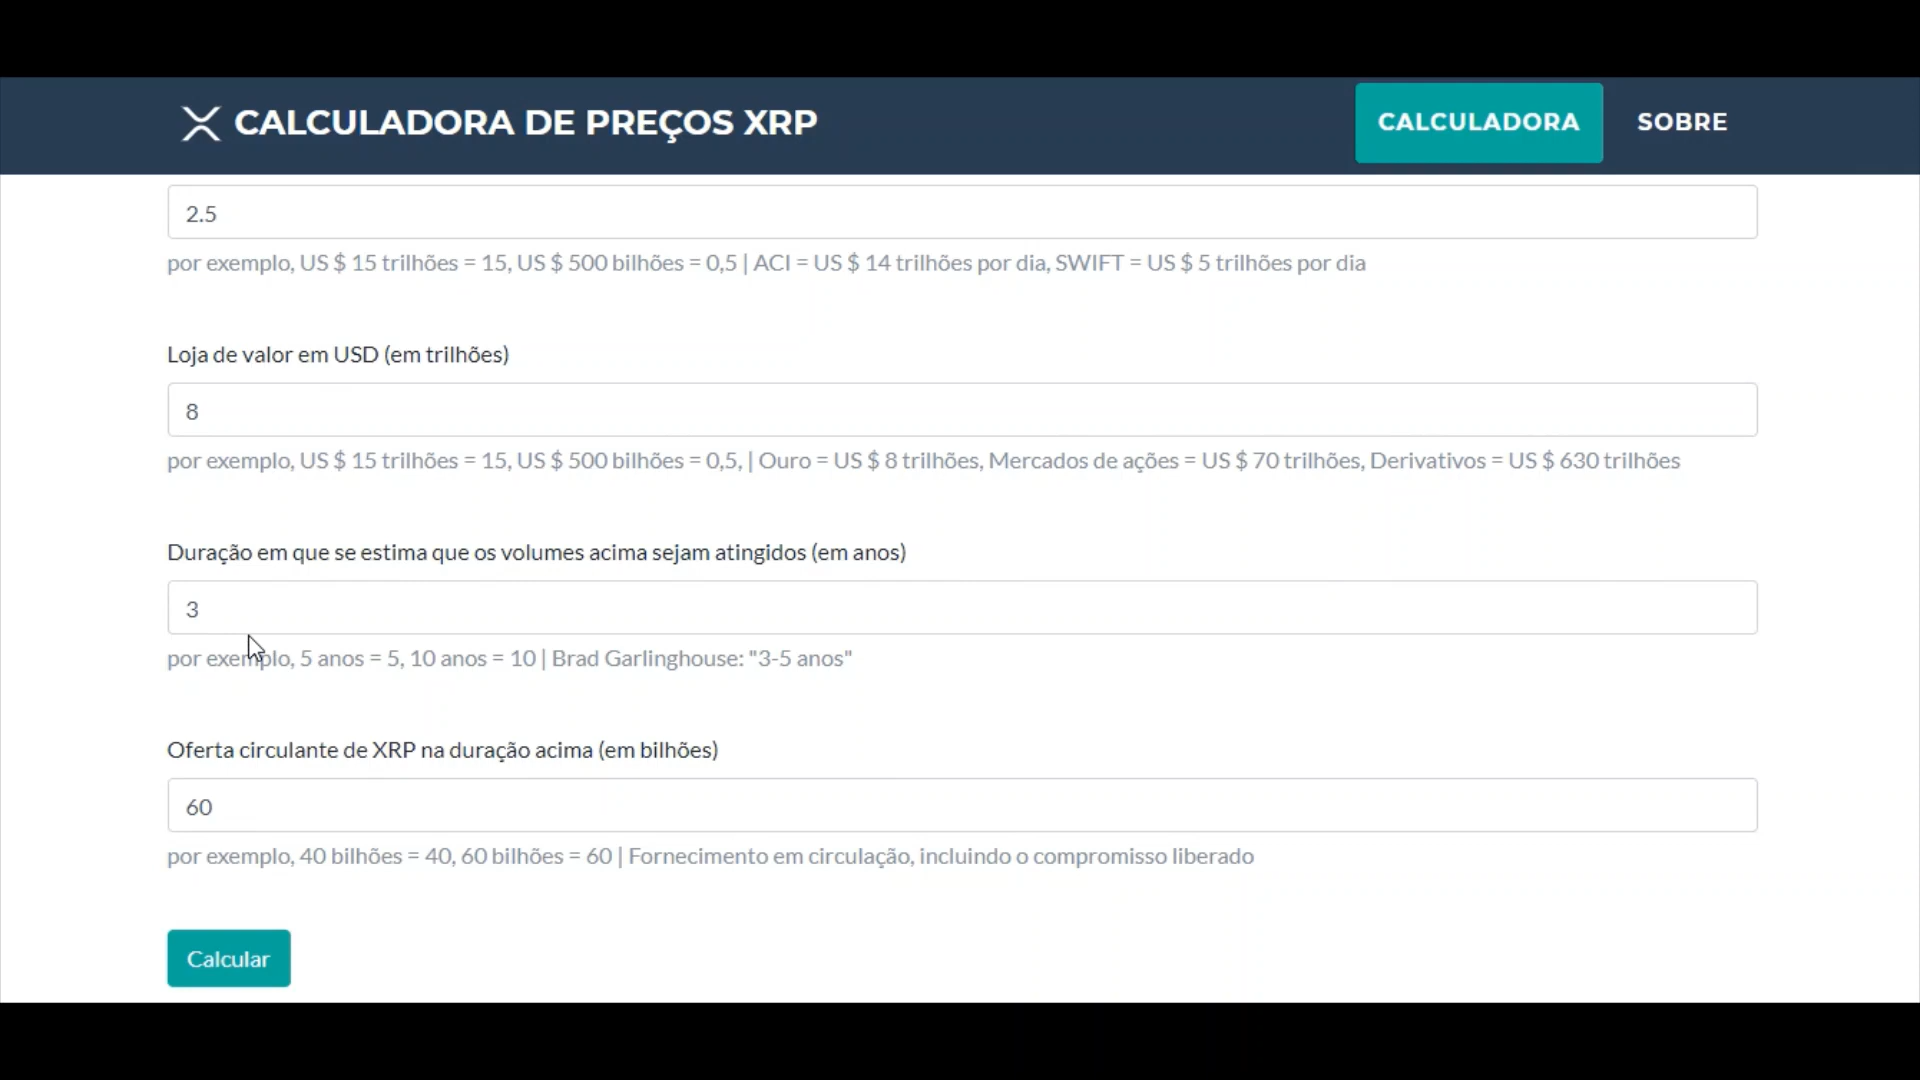 CALCULADORA DE PREÇOS XRP
CALCULADORA
SOBRE
2.5
por exemplo, US $ 15 trilhões = 15, US $ 500 bilhões = 0,5 | ACI = US $ 14 trilhões por dia, SWIFT = US $ 5 trilhões por dia
Loja de valor em USD (em trilhões)
8
por exemplo, US $ 15 trilhões = 15, US $ 500 bilhões = 0,5, | Ouro = US $ 8 trilhões, Mercados de ações = US $ 70 trilhões, Derivativos = US $ 630 trilhões
Duração em que se estima que os volumes acima sejam atingidos (em anos)
3
por exemplo, 5 anos = 5, 10 anos = 10 | Brad Garlinghouse: "3-5 anos"
Oferta circulante de XRP na duração acima (em bilhões)
60
por exemplo, 40 bilhões = 40, 60 bilhões = 60 | Fornecimento em circulação, incluindo o compromisso liberado
Calcular